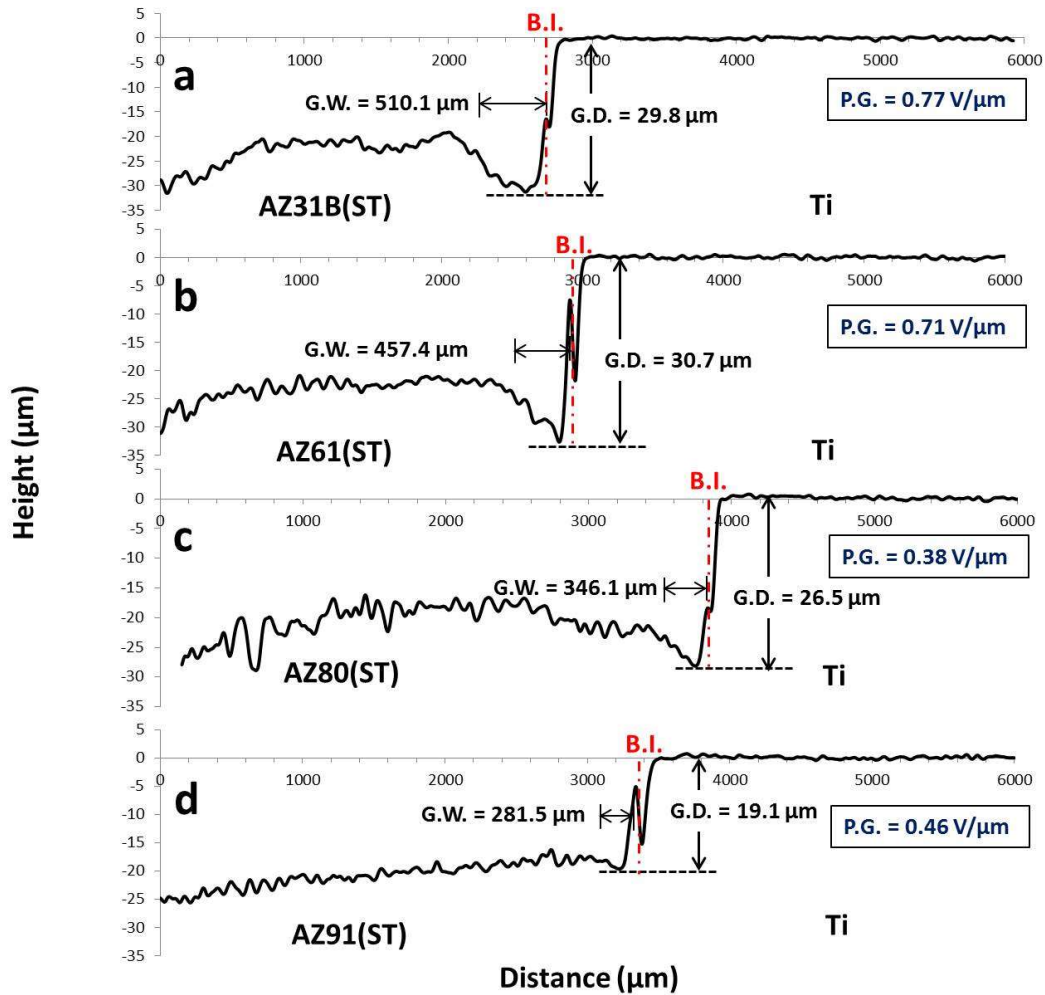 Height (µm)
5
0
-5
-10
-15
-20
-25
-30
-35
0 1000 2000 3000 4000 5000 6000
B.I.
a
G.W. = 510.1 µm
G.D. = 29.8 µm
P.G. = 0.77 V/µm
AZ31B(ST)
Ti
5
0
-5
-10
-15
-20
-25
-30
-35
0 1000 2000 3000 4000 5000 6000
B.I.
b
G.W. = 457.4 µm
G.D. = 30.7 µm
P.G. = 0.71 V/µm
AZ61(ST)
Ti
5
0
-5
-10
-15
-20
-25
-30
-35
0 1000 2000 3000 4000 5000 6000
B.I.
c
G.W. = 346.1 µm
G.D. = 26.5 µm
P.G. = 0.38 V/µm
AZ80(ST)
Ti
5
0
-5
-10
-15
-20
-25
-30
-35
0 1000 2000 3000 4000 5000 6000
B.I.
d
G.W. = 281.5 µm
G.D. = 19.1 µm
P.G. = 0.46 V/µm
AZ91(ST)
Ti
Distance (µm)